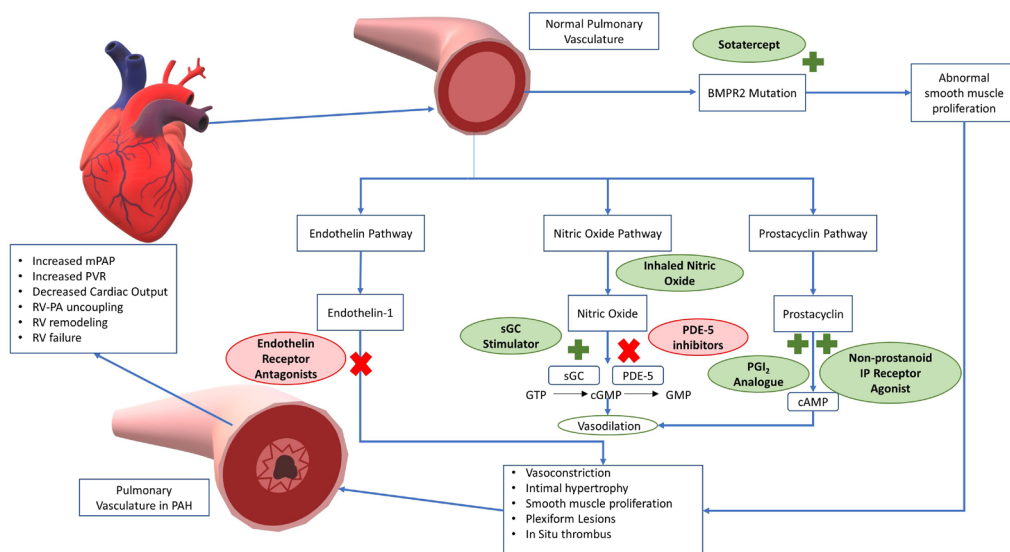 Normal Pulmonary
Vasculature
Sotatercept
BMPR2 Mutation
Abnormal
smooth muscle
proliferation
Endothelin Pathway
Nitric Oxide Pathway
Prostacyclin Pathway
• Increased mPAP
• Increased PVR
• Decreased Cardiac Output
• RV-PA uncoupling
• RV remodeling
• RV failure
Inhaled Nitric
Oxide
Endothelin-1
Nitric Oxide
Prostacyclin
Endothelin
Receptor
Antagonists
sGC
Stimulator
PDE-5
inhibitors
PGI₂
Analogue
Non-prostanoid
IP Receptor
Agonist
sGC
PDE-5
GTP
cGMP
GMP
cAMP
Vasodilation
• Vasoconstriction
• Intimal hypertrophy
• Smooth muscle proliferation
• Plexiform Lesions
• In Situ thrombus
Pulmonary
Vasculature in PAH